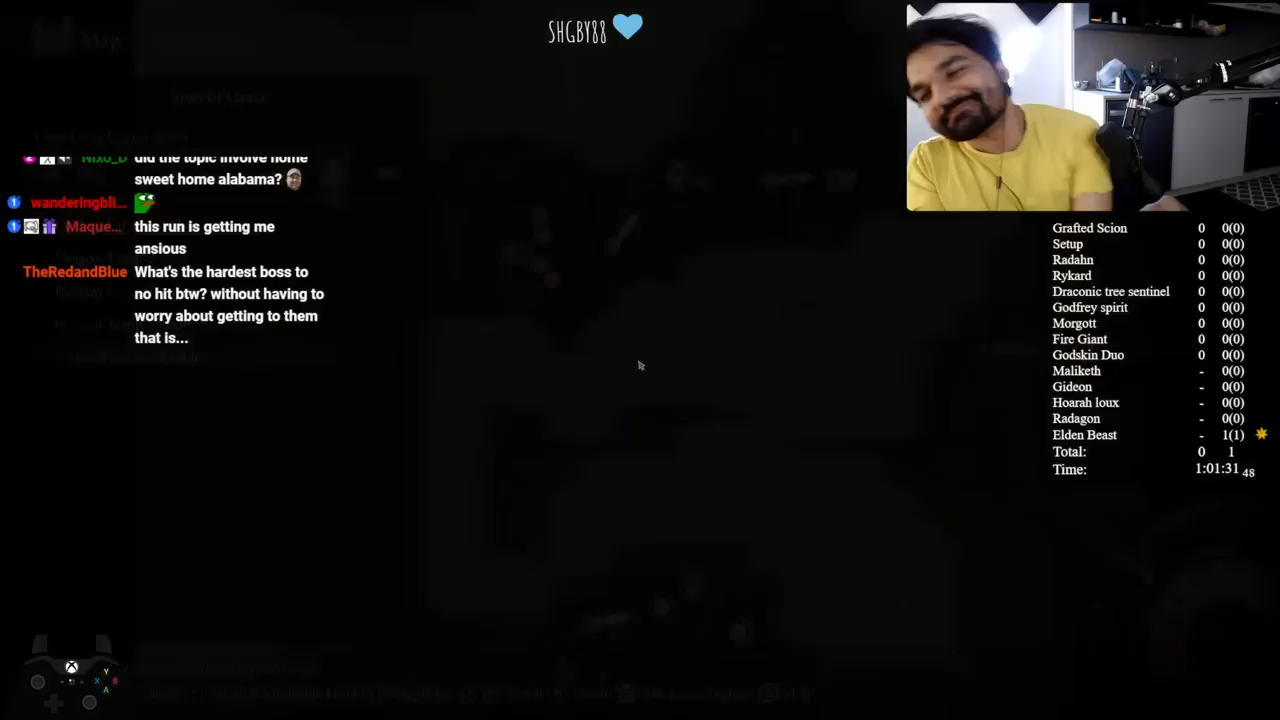 SHGBY88
Map
Nixo_D did the topic involve home
sweet home alabama?
wanderingbli...
Maque... this run is getting me
ansious
TheRedandBlue What's the hardest boss to
no hit btw? without having to
worry about getting to them
that is...
Grafted Scion 0 0(0)
Setup 0 0(0)
Radahn 0 0(0)
Rykard 0 0(0)
Draconic tree sentinel 0 0(0)
Godfrey spirit 0 0(0)
Morgott 0 0(0)
Fire Giant 0 0(0)
Godskin Duo 0 0(0)
Maliketh - 0(0)
Gideon - 0(0)
Hoarah loux - 0(0)
Radagon - 0(0)
Elden Beast - 1(1)
Total: 0 1
Time: 1:01:31 48